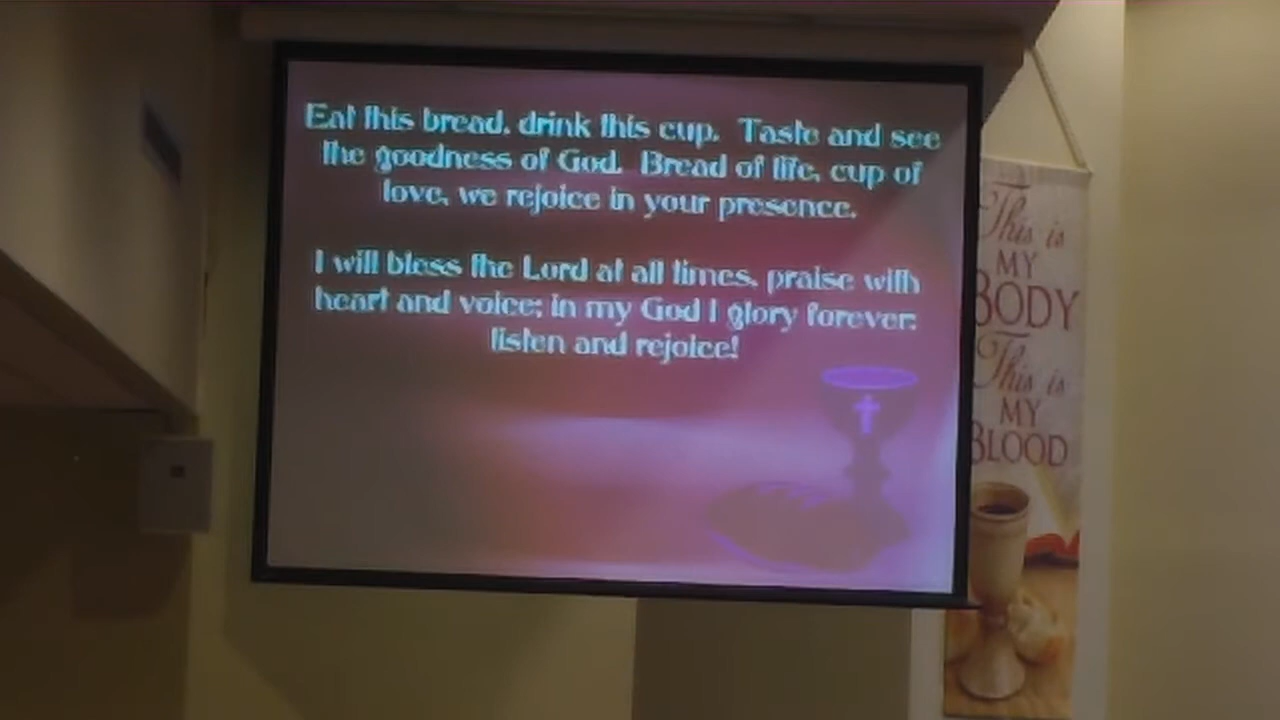 Eat this bread, drink this cup. Taste and see
the goodness of God. Bread of life, cup of
love, we rejoice in your presence.
I will bless the Lord at all times, praise with
heart and voice; in my God I glory forever;
listen and rejoice!
This is
MY
BODY
This is
MY
BLOOD